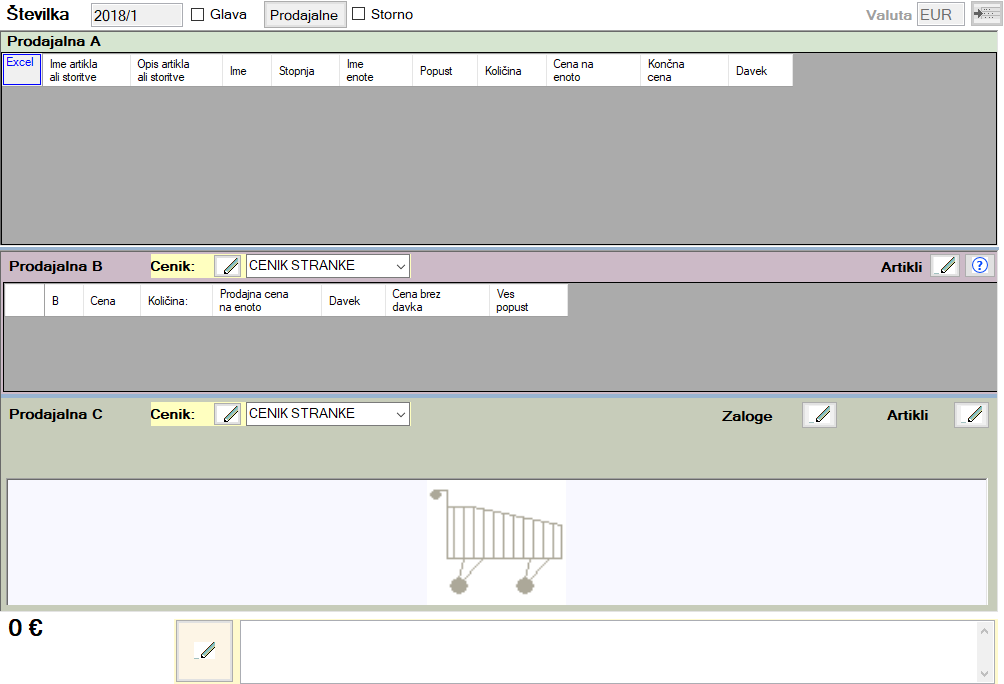 Številka 2018/1 Glava Prodajalne Storno Valuta EUR
Prodajalna A
Excel
Ime artikla
ali storitve
Opis artikla
ali storitve
Ime
Stopnja
Ime
enote
Popust
Količina
Cena na
enoto
Končna
cena
Davek
Prodajalna B Cenik: CENIK STRANKE Artikli ?
B
Cena
Količina:
Prodajna cena
na enoto
Davek
Cena brez
davka
Ves
popust
Prodajalna C Cenik: CENIK STRANKE Zaloge Artikli
0 €